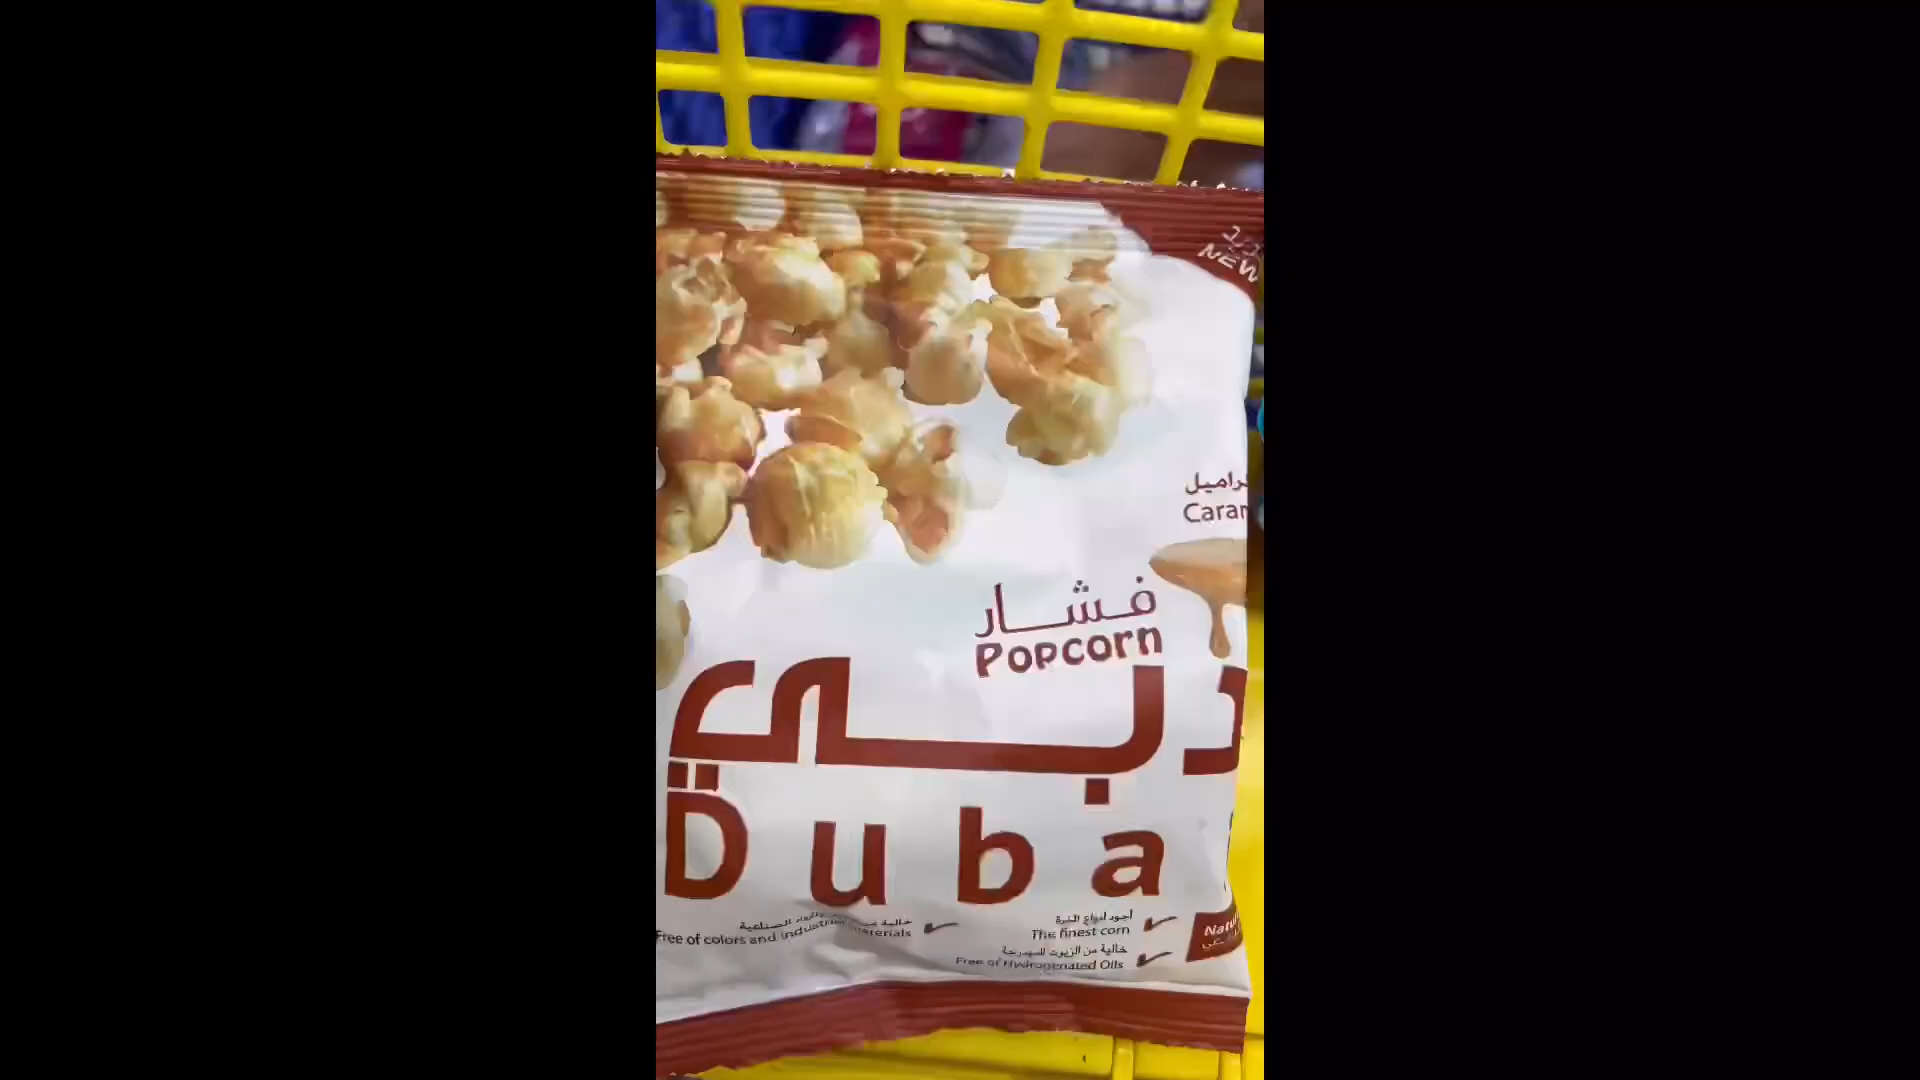 NEW
Caram
فشار
Popcorn
دبي
Duba
خالية
Free of colors and industrial materials
أجود أنواع الذرة
The finest corn
خالية من الزيوت المهدرجة
Free of Hydrogenated Oils